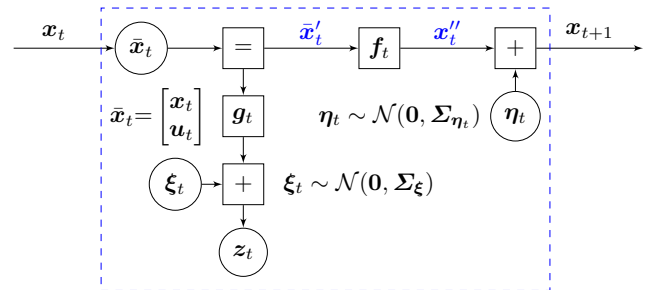 x_t x̄_t = x̄′_t f_t x″_t + x_{t+1}
x̄_t = [x_t u_t] g_t η_t ∼ 𝒩(0, Σ_{η_t}) η_t
ξ_t + ξ_t ∼ 𝒩(0, Σ_ξ)
z_t